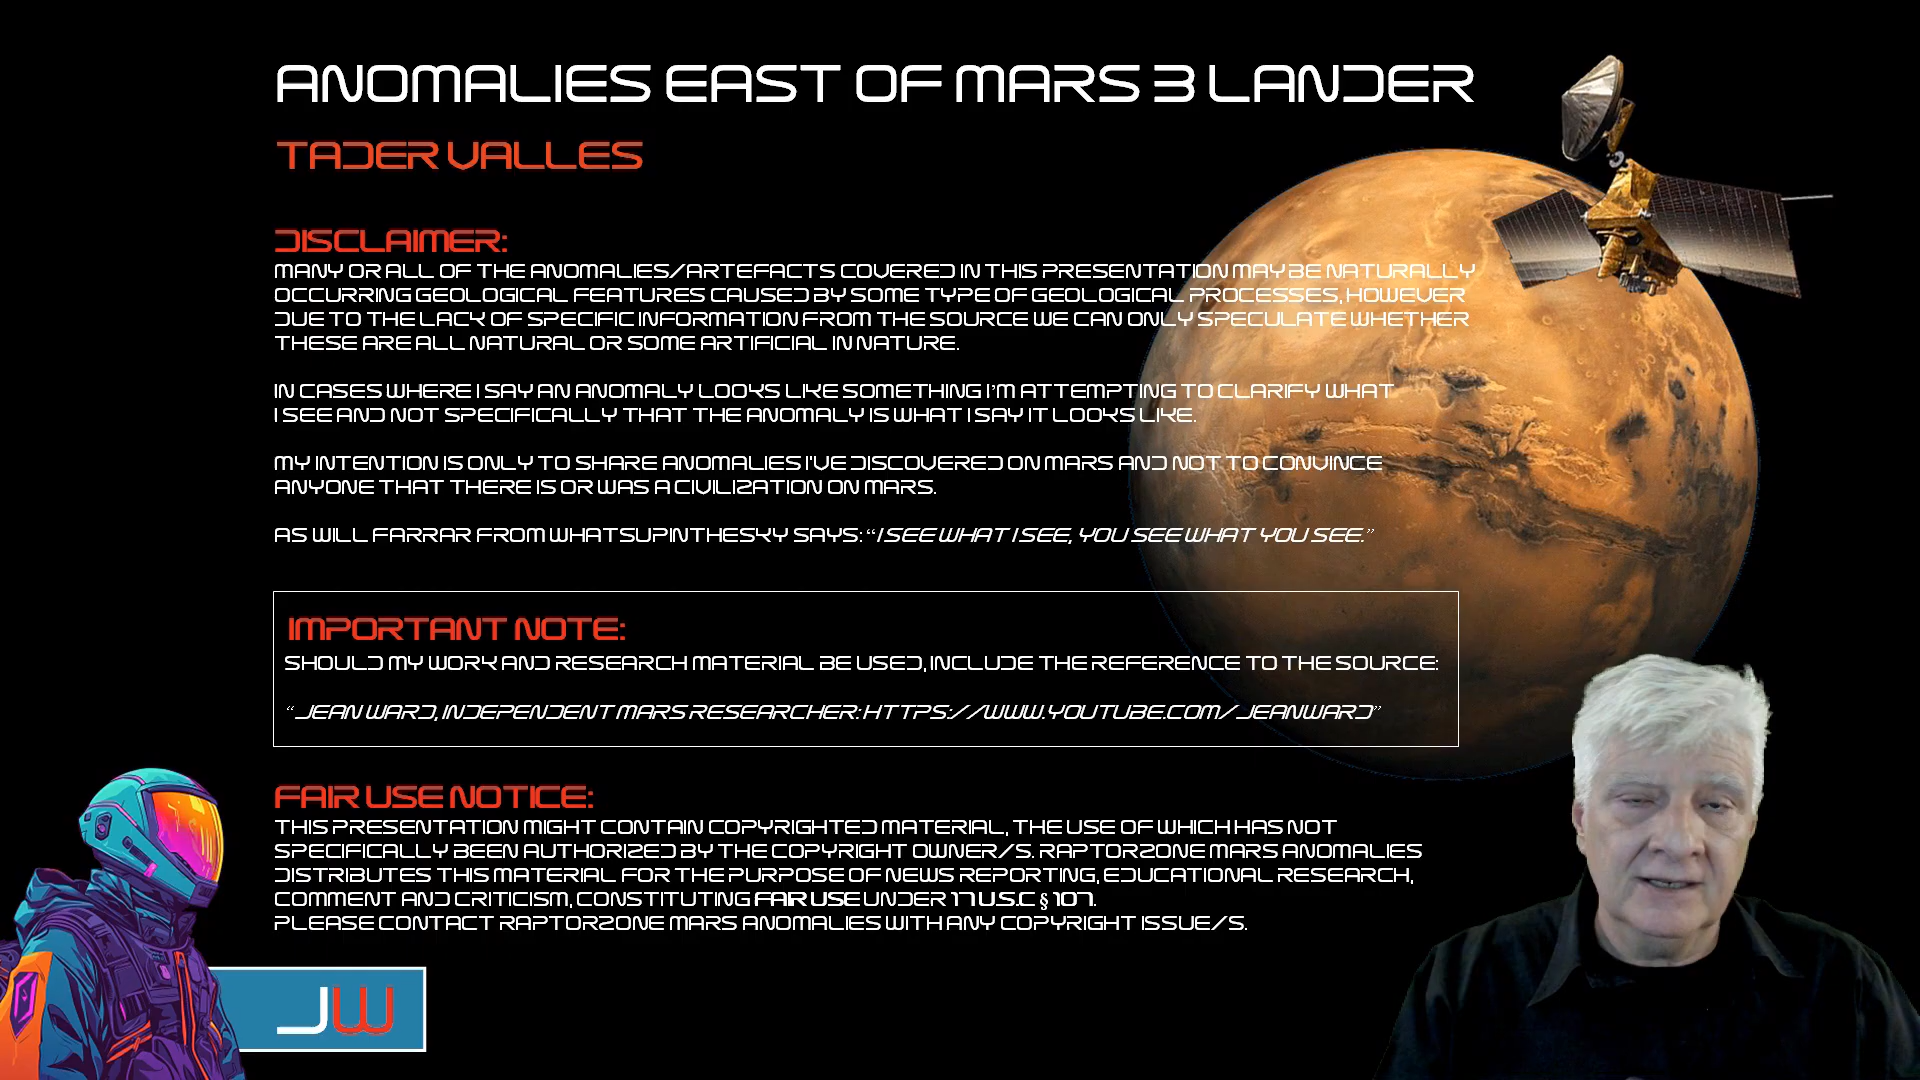 ANOMALIES EAST OF MARS 3 LANDER
TADER VALLES
DISCLAIMER:
MANY OR ALL OF THE ANOMALIES/ARTEFACTS COVERED IN THIS PRESENTATION MAY BE NATURALLY
OCCURRING GEOLOGICAL FEATURES CAUSED BY SOME TYPE OF GEOLOGICAL PROCESSES, HOWEVER
DUE TO THE LACK OF SPECIFIC INFORMATION FROM THE SOURCE WE CAN ONLY SPECULATE WHETHER
THESE ARE ALL NATURAL OR SOME ARTIFICIAL IN NATURE.
IN CASES WHERE I SAY AN ANOMALY LOOKS LIKE SOMETHING I'M ATTEMPTING TO CLARIFY WHAT
I SEE AND NOT SPECIFICALLY THAT THE ANOMALY IS WHAT I SAY IT LOOKS LIKE.
MY INTENTION IS ONLY TO SHARE ANOMALIES I'VE DISCOVERED ON MARS AND NOT TO CONVINCE
ANYONE THAT THERE IS OR WAS A CIVILIZATION ON MARS.
AS WILL FARRAR FROM WHATSUPINTHESKY SAYS: "I SEE WHAT I SEE, YOU SEE WHAT YOU SEE."
IMPORTANT NOTE:
SHOULD MY WORK AND RESEARCH MATERIAL BE USED, INCLUDE THE REFERENCE TO THE SOURCE:
"JEAN WARD, INDEPENDENT MARS RESEARCHER: HTTPS://WWW.YOUTUBE.COM/JEANWARD"
FAIR USE NOTICE:
THIS PRESENTATION MIGHT CONTAIN COPYRIGHTED MATERIAL, THE USE OF WHICH HAS NOT
SPECIFICALLY BEEN AUTHORIZED BY THE COPYRIGHT OWNER/S. RAPTORZONE MARS ANOMALIES
DISTRIBUTES THIS MATERIAL FOR THE PURPOSE OF NEWS REPORTING, EDUCATIONAL RESEARCH,
COMMENT AND CRITICISM, CONSTITUTING FAIR USE UNDER 17 U.S.C § 107.
PLEASE CONTACT RAPTORZONE MARS ANOMALIES WITH ANY COPYRIGHT ISSUE/S.
JW